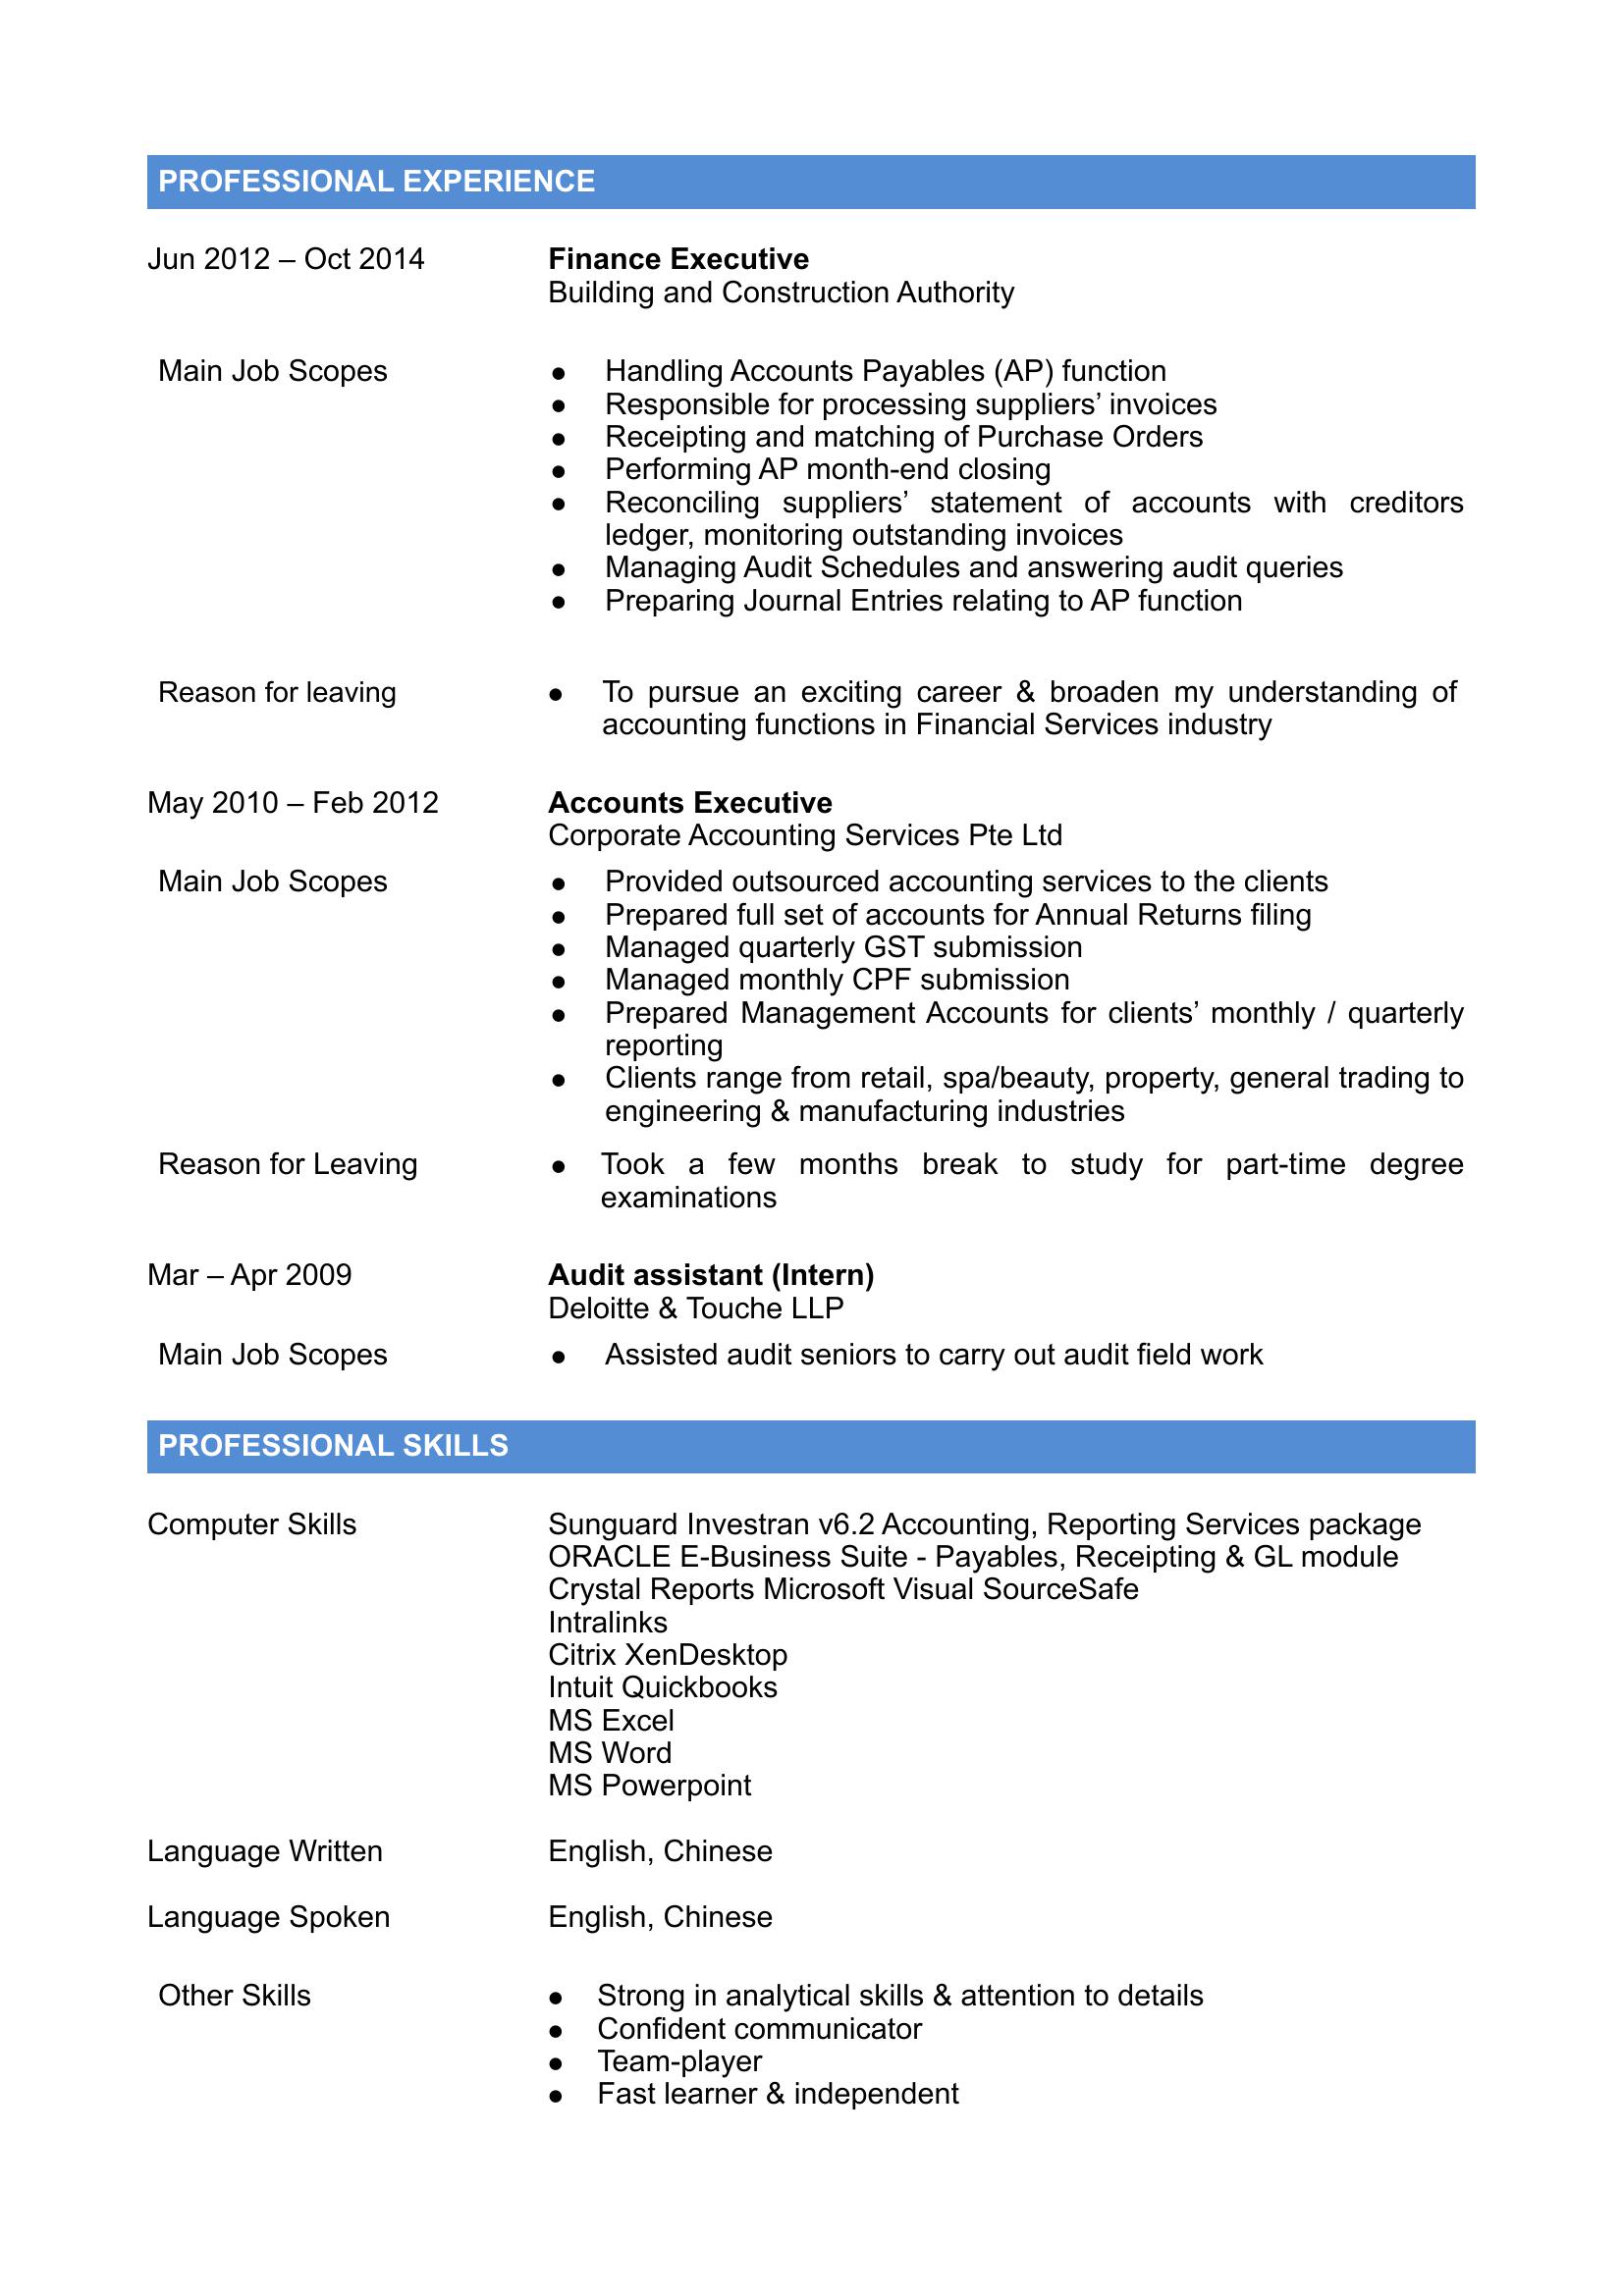 PROFESSIONAL EXPERIENCE
Jun 2012 – Oct 2014 Finance Executive
Building and Construction Authority
Main Job Scopes ● Handling Accounts Payables (AP) function
● Responsible for processing suppliers’ invoices
● Receipting and matching of Purchase Orders
● Performing AP month-end closing
● Reconciling suppliers’ statement of accounts with creditors
ledger, monitoring outstanding invoices
● Managing Audit Schedules and answering audit queries
● Preparing Journal Entries relating to AP function
Reason for leaving ● To pursue an exciting career & broaden my understanding of
accounting functions in Financial Services industry
May 2010 – Feb 2012 Accounts Executive
Corporate Accounting Services Pte Ltd
Main Job Scopes ● Provided outsourced accounting services to the clients
● Prepared full set of accounts for Annual Returns filing
● Managed quarterly GST submission
● Managed monthly CPF submission
● Prepared Management Accounts for clients’ monthly / quarterly
reporting
● Clients range from retail, spa/beauty, property, general trading to
engineering & manufacturing industries
Reason for Leaving ● Took a few months break to study for part-time degree
examinations
Mar – Apr 2009 Audit assistant (Intern)
Deloitte & Touche LLP
Main Job Scopes ● Assisted audit seniors to carry out audit field work
PROFESSIONAL SKILLS
Computer Skills Sunguard Investran v6.2 Accounting, Reporting Services package
ORACLE E-Business Suite - Payables, Receipting & GL module
Crystal Reports Microsoft Visual SourceSafe
Intralinks
Citrix XenDesktop
Intuit Quickbooks
MS Excel
MS Word
MS Powerpoint
Language Written English, Chinese
Language Spoken English, Chinese
Other Skills ● Strong in analytical skills & attention to details
● Confident communicator
● Team-player
● Fast learner & independent